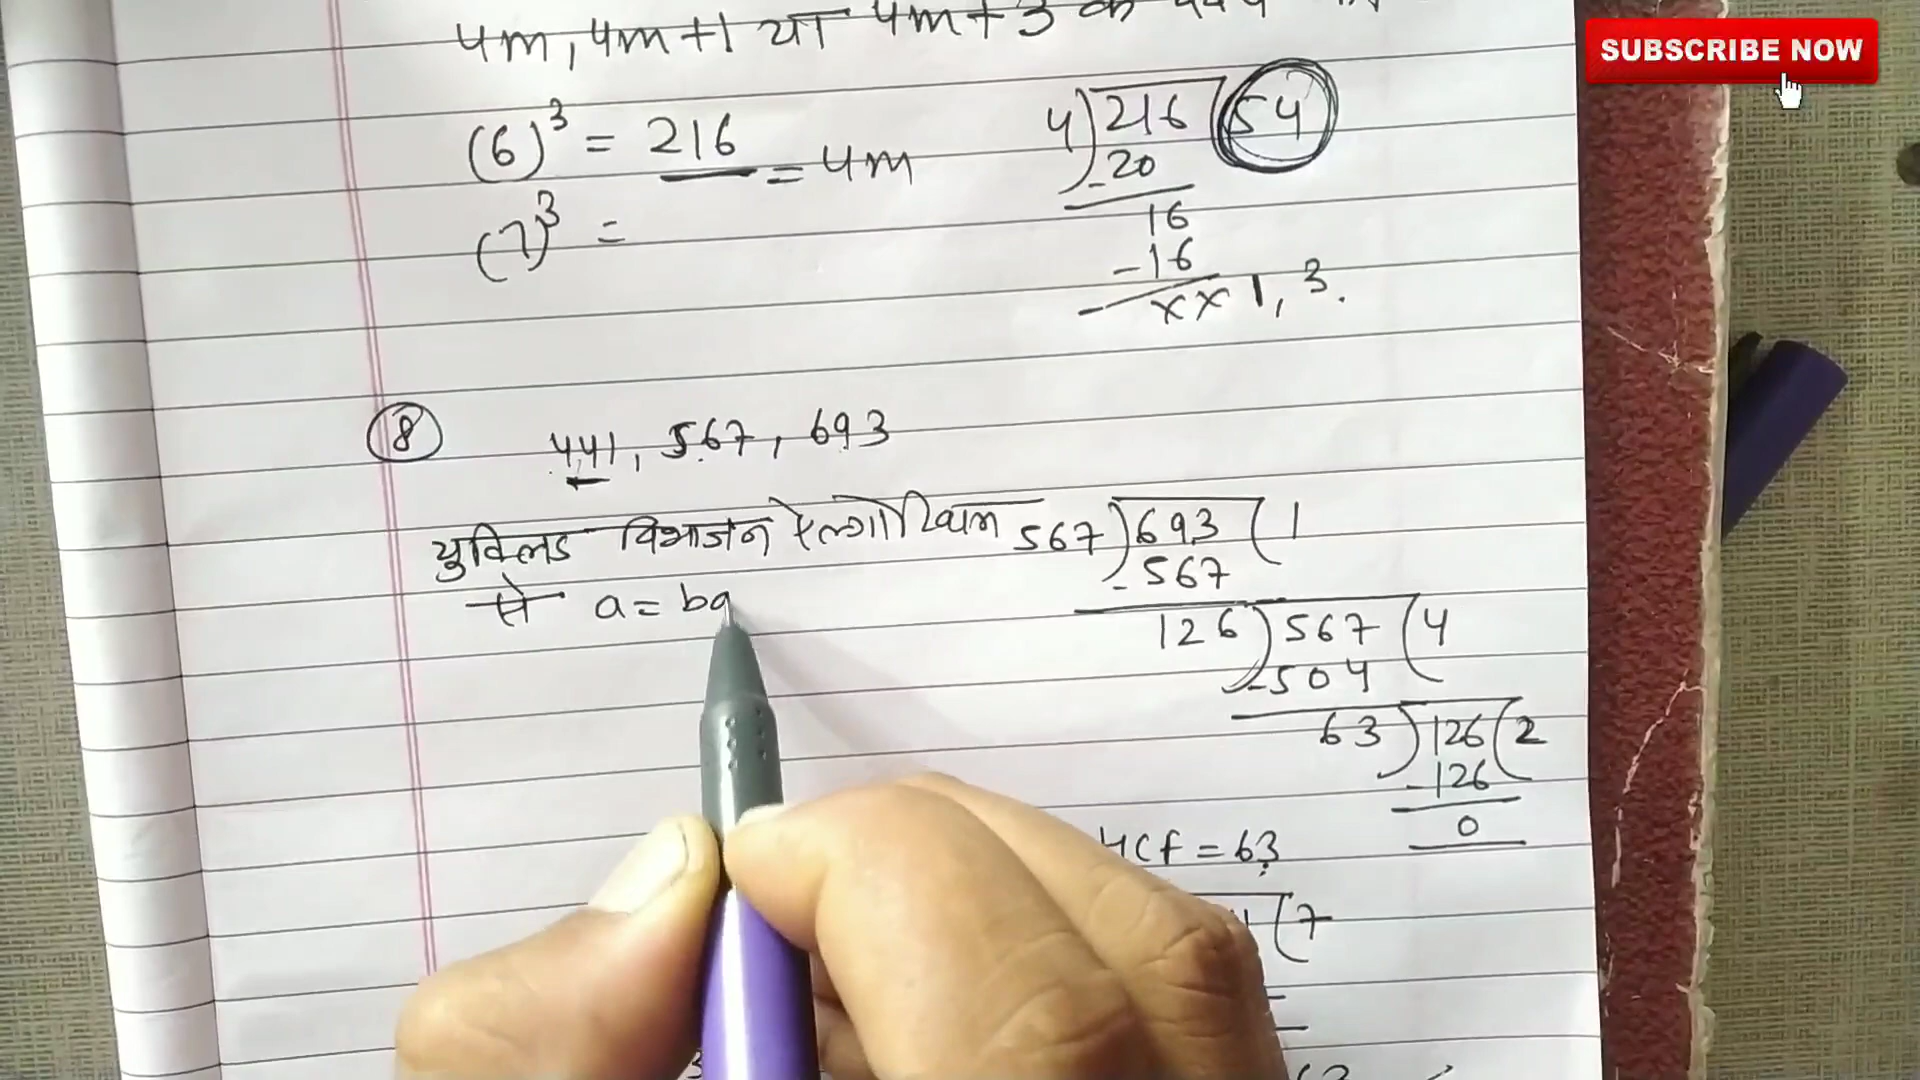 4m, 4m+1 या 4m+3 के
SUBSCRIBE NOW
(6)³ = 216 = 4m
4) 216 (54
-20
16
-16
×× 1, 3.
(7)³ =
⑧ 441, 567, 693
युक्लिड विभाजन ऐल्गोरिथम
से a = bq
567) 693 (1
-567
126) 567 (4
-504
63) 126 (2
-126
0
HCF = 63
(7